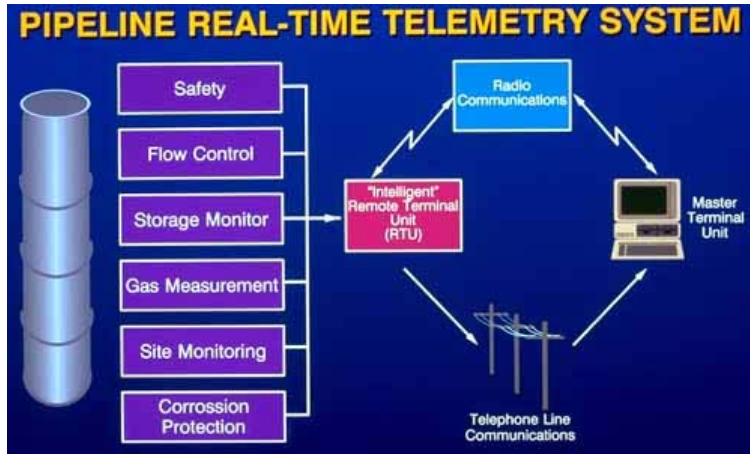 PIPELINE REAL-TIME TELEMETRY SYSTEM
Safety
Flow Control
Storage Monitor
Gas Measurement
Site Monitoring
Corrossion
Protection
Radio
Communications
"Intelligent"
Remote Terminal
Unit
(RTU)
Master
Terminal
Unit
Telephone Line
Communications